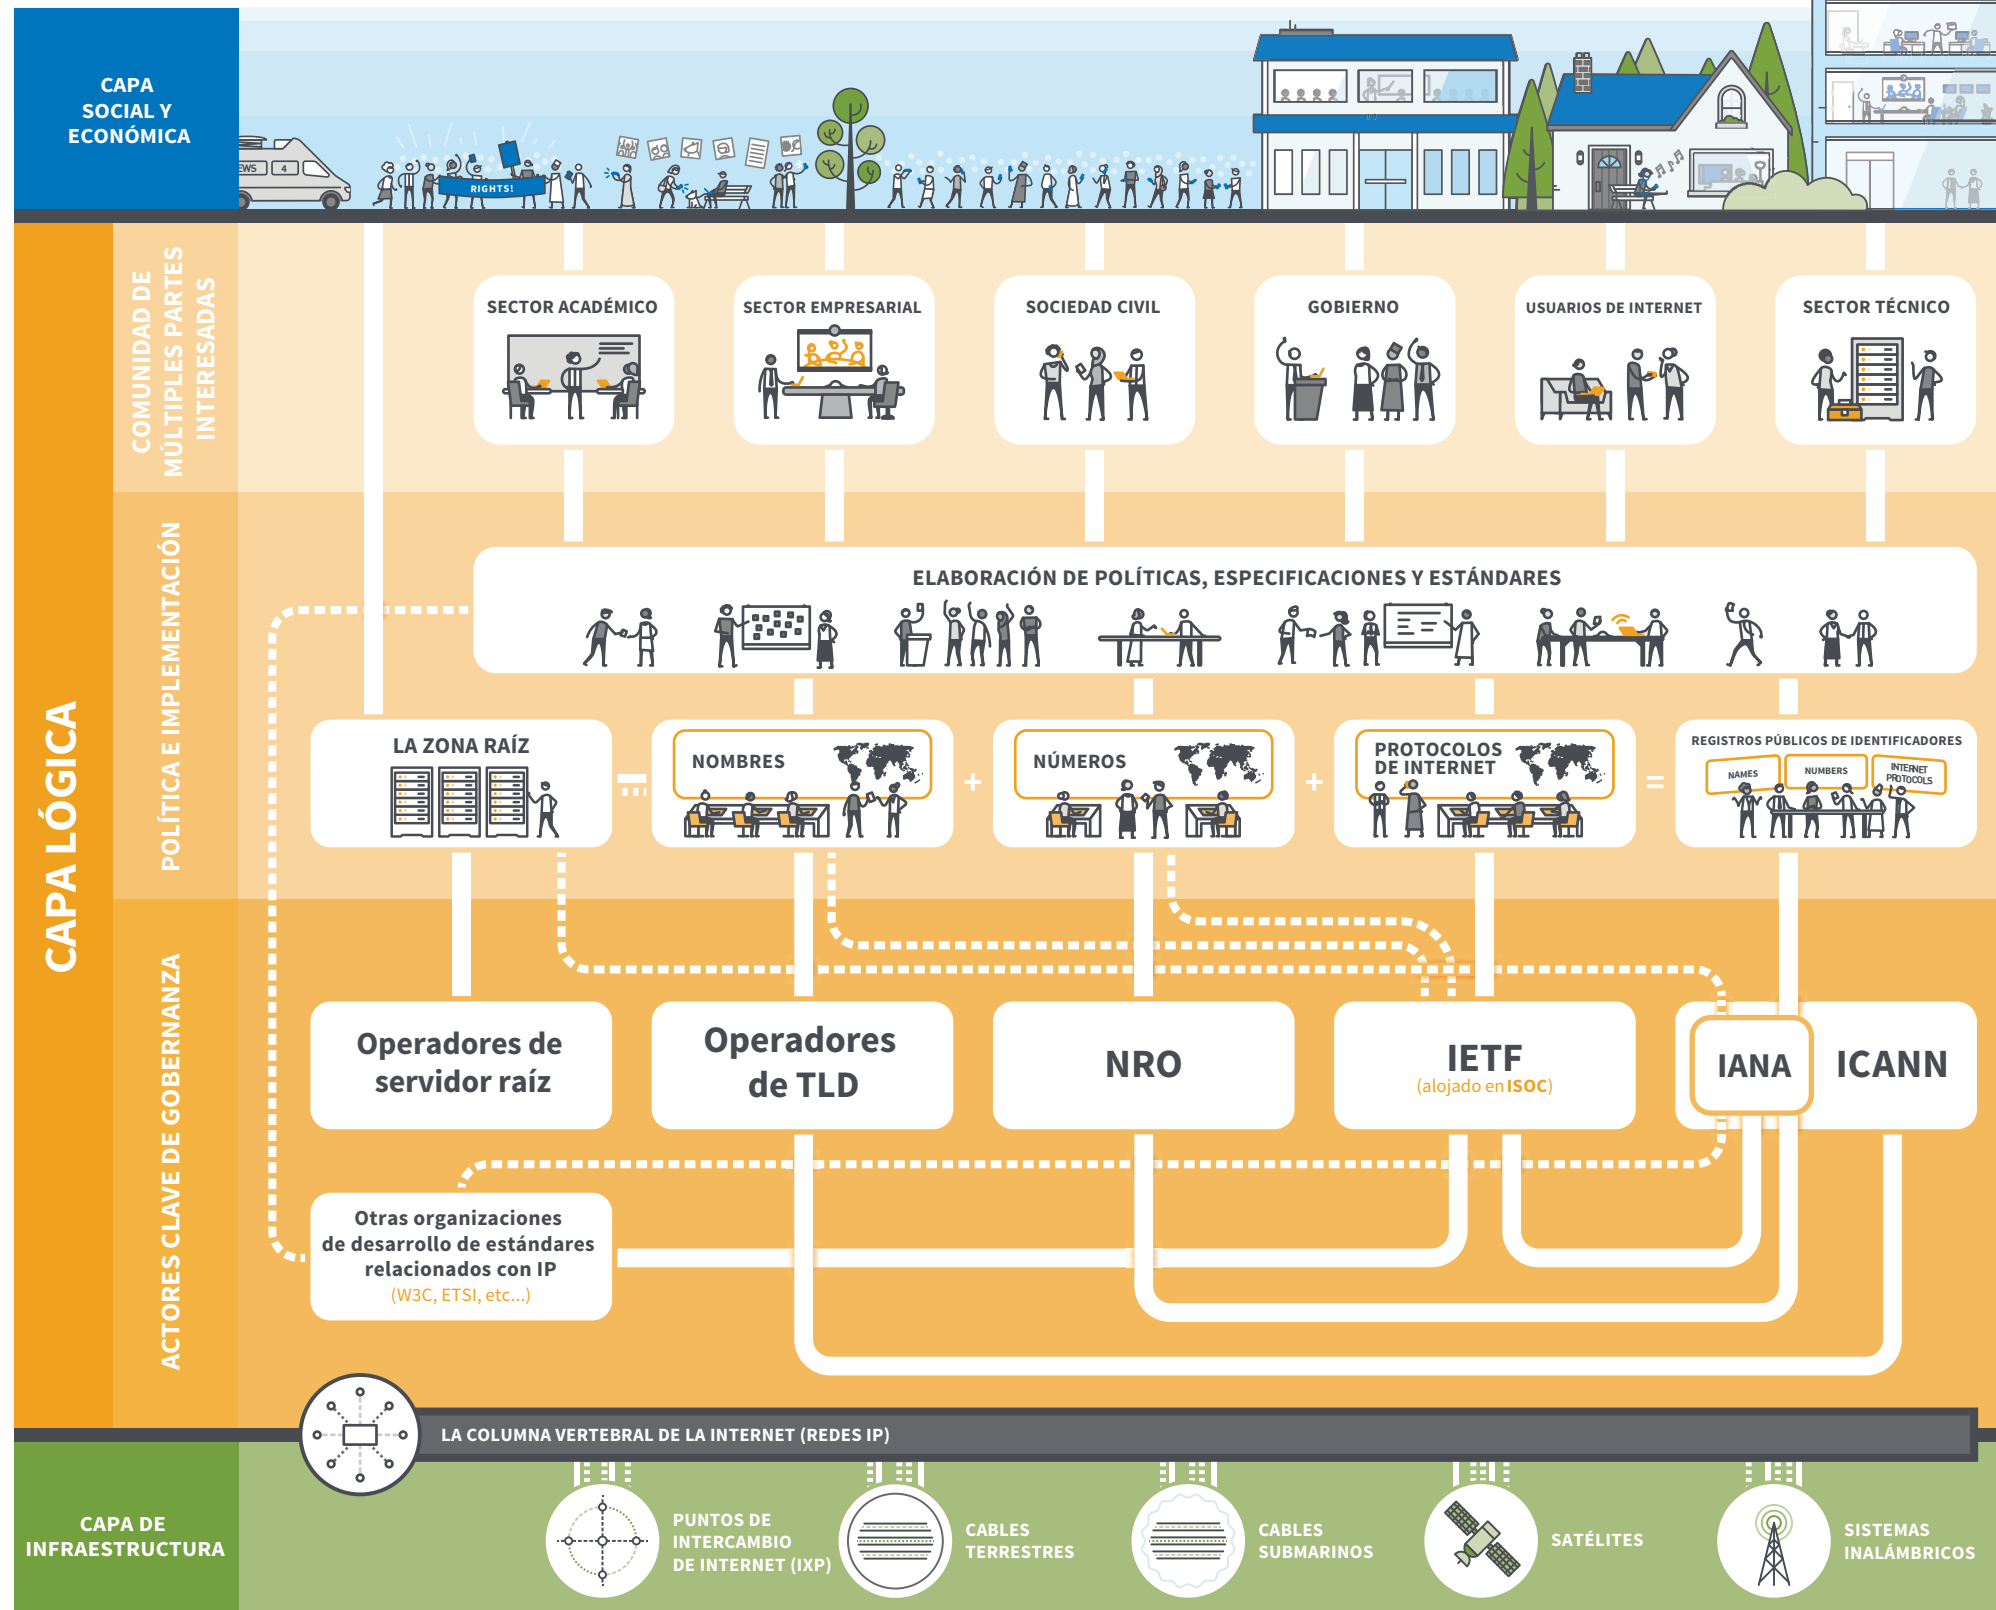 CAPA
SOCIAL Y
ECONÓMICA
EWS
4
RIGHTS!
CAPA LÓGICA
COMUNIDAD DE
MÚLTIPLES PARTES
INTERESADAS
SECTOR ACADÉMICO
SECTOR EMPRESARIAL
SOCIEDAD CIVIL
GOBIERNO
USUARIOS DE INTERNET
SECTOR TÉCNICO
POLÍTICA E IMPLEMENTACIÓN
ELABORACIÓN DE POLÍTICAS, ESPECIFICACIONES Y ESTÁNDARES
LA ZONA RAÍZ
NOMBRES
+
NÚMEROS
+
PROTOCOLOS
DE INTERNET
=
REGISTROS PÚBLICOS DE IDENTIFICADORES
NAMES
NUMBERS
INTERNET
PROTOCOLS
ACTORES CLAVE DE GOBERNANZA
Operadores de
servidor raíz
Operadores
de TLD
NRO
IETF
(alojado en ISOC)
IANA
ICANN
Otras organizaciones
de desarrollo de estándares
relacionados con IP
(W3C, ETSI, etc...)
LA COLUMNA VERTEBRAL DE LA INTERNET (REDES IP)
CAPA DE
INFRAESTRUCTURA
PUNTOS DE
INTERCAMBIO
DE INTERNET (IXP)
CABLES
TERRESTRES
CABLES
SUBMARINOS
SATÉLITES
SISTEMAS
INALÁMBRICOS